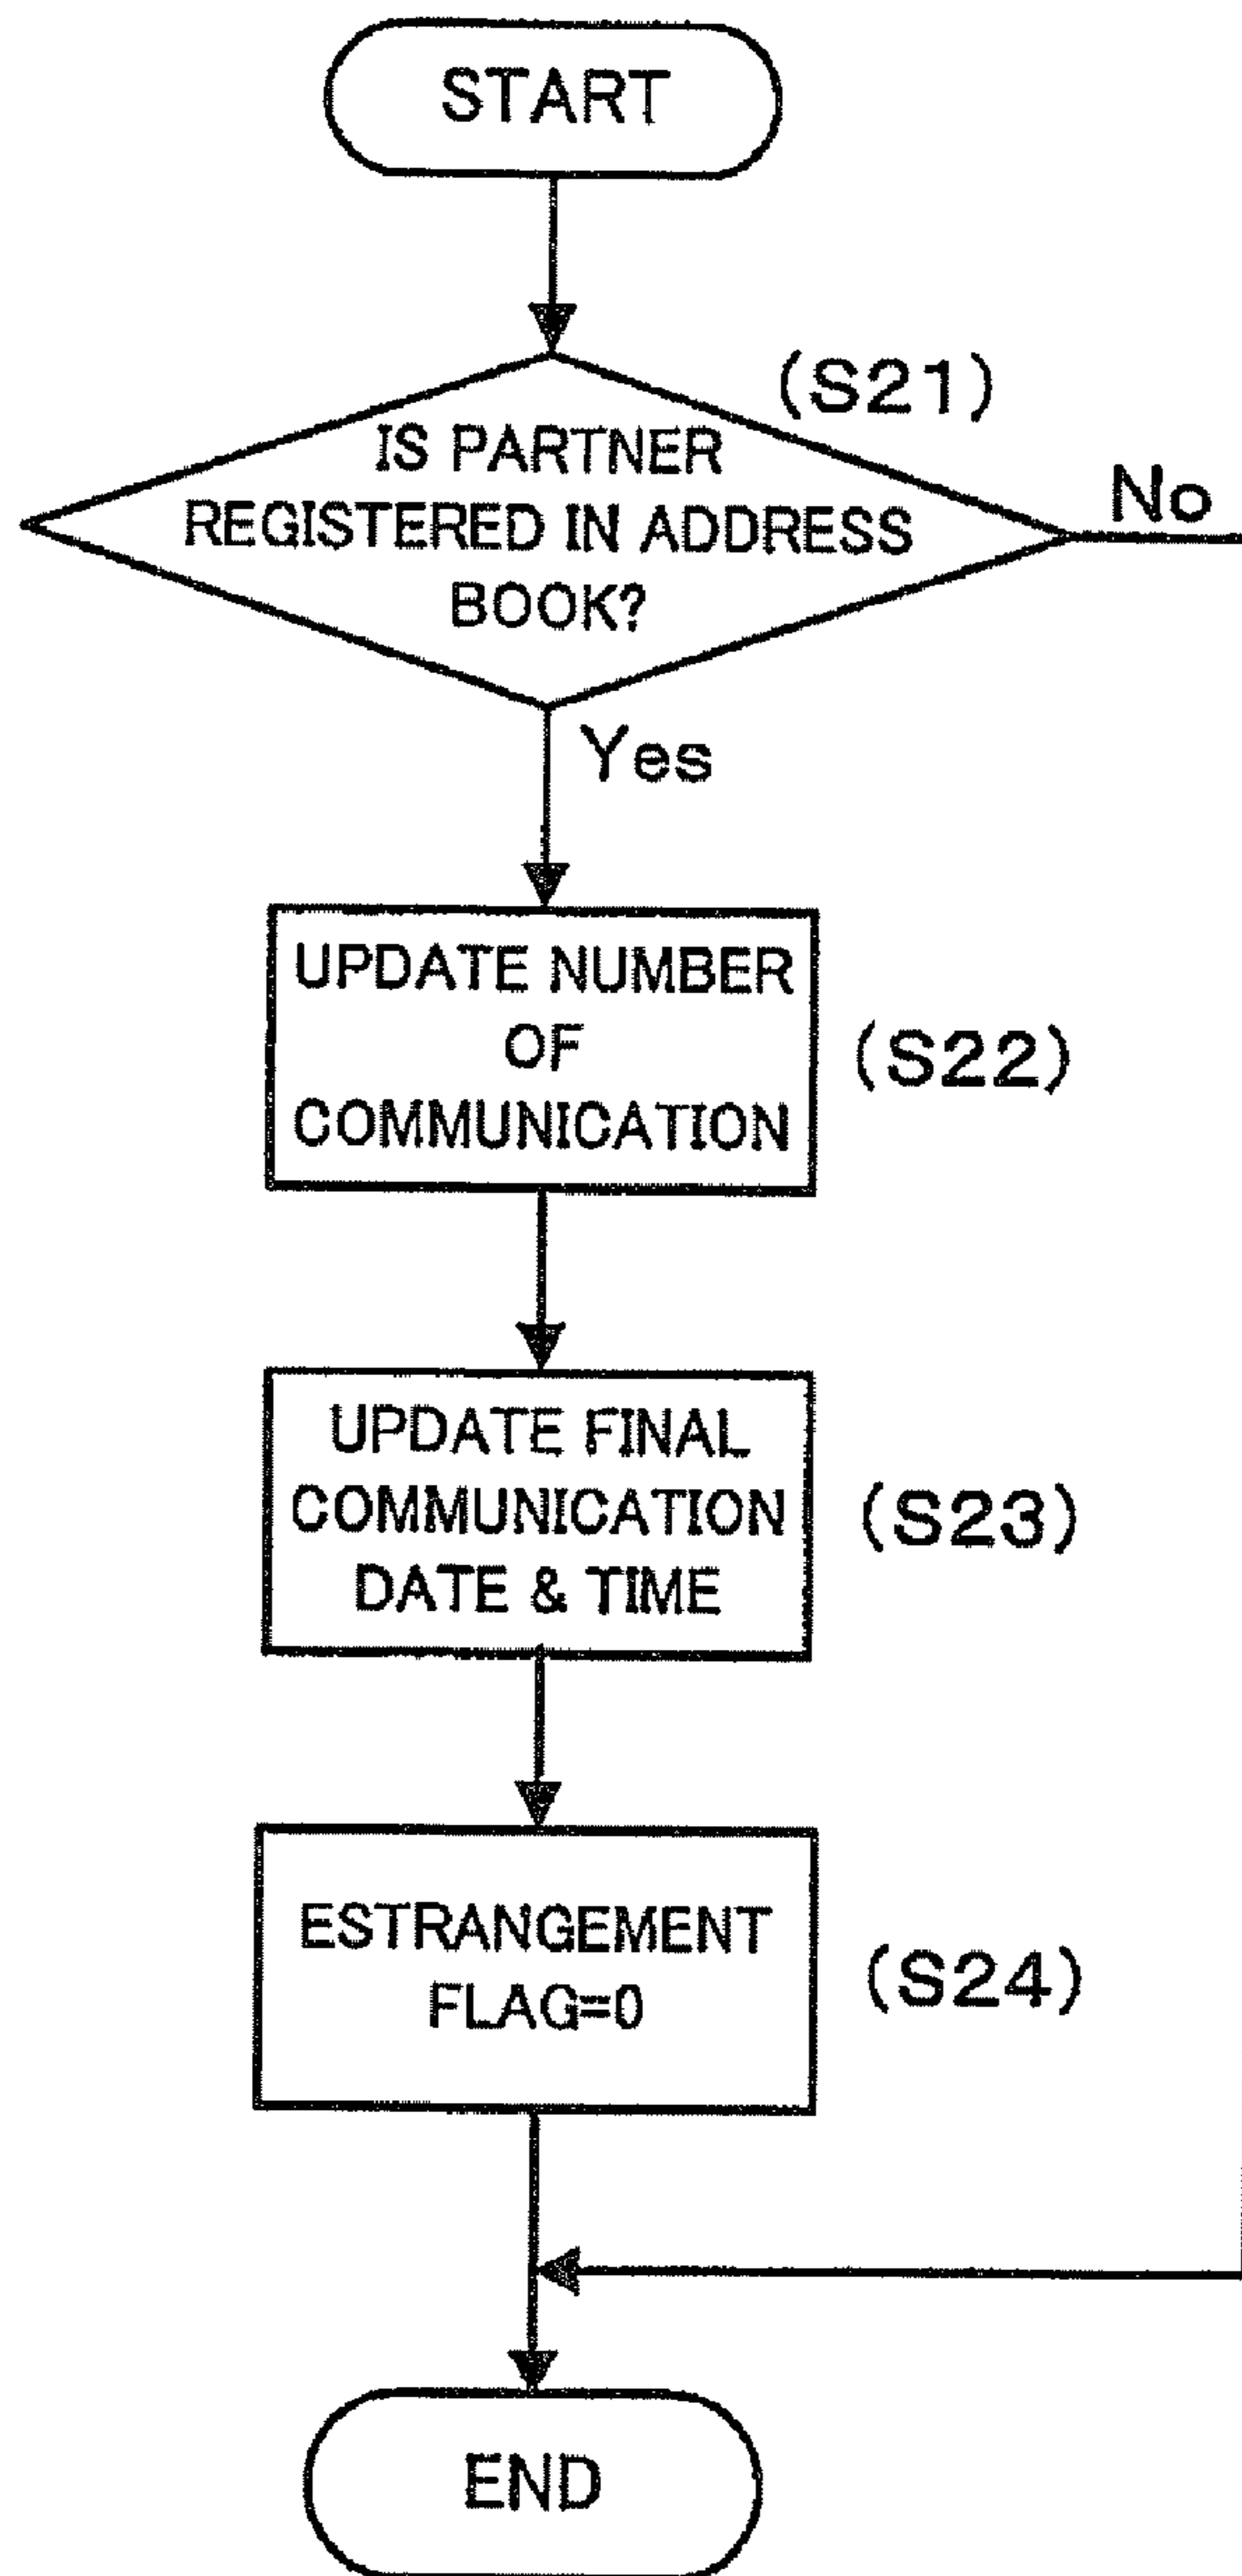 START
(S21)
IS PARTNER
REGISTERED IN ADDRESS
BOOK?
No
Yes
UPDATE NUMBER
OF
COMMUNICATION
(S22)
UPDATE FINAL
COMMUNICATION
DATE & TIME
(S23)
ESTRANGEMENT
FLAG=0
(S24)
END